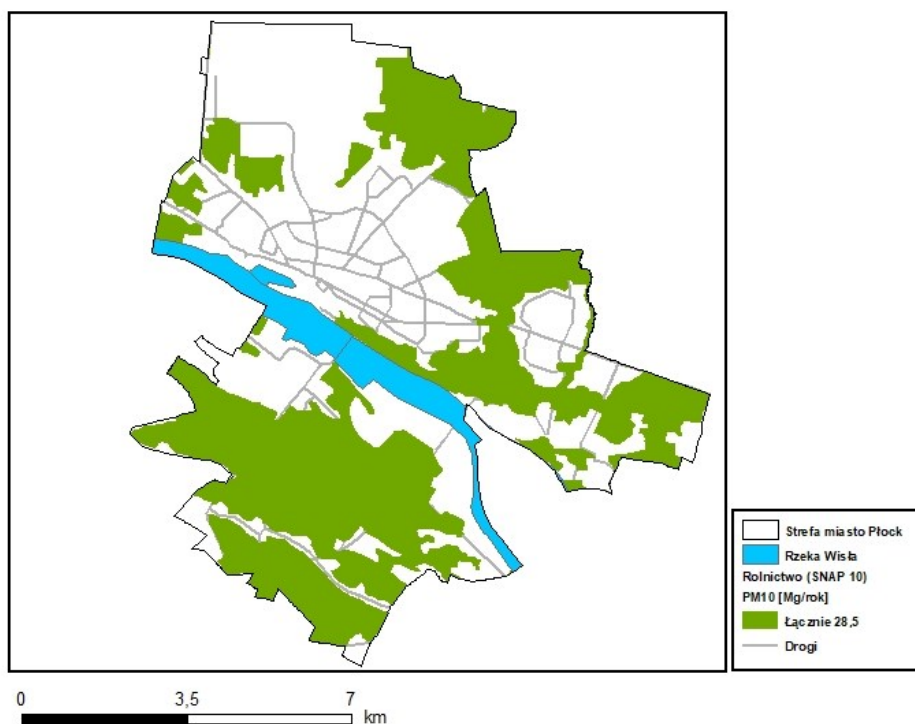 Strefa miasto Płock
Rzeka Wisła
Rolnictwo (SNAP 10)
PM10 [Mg/rok]
Łącznie 28,5
Drogi
0 3,5 7
km